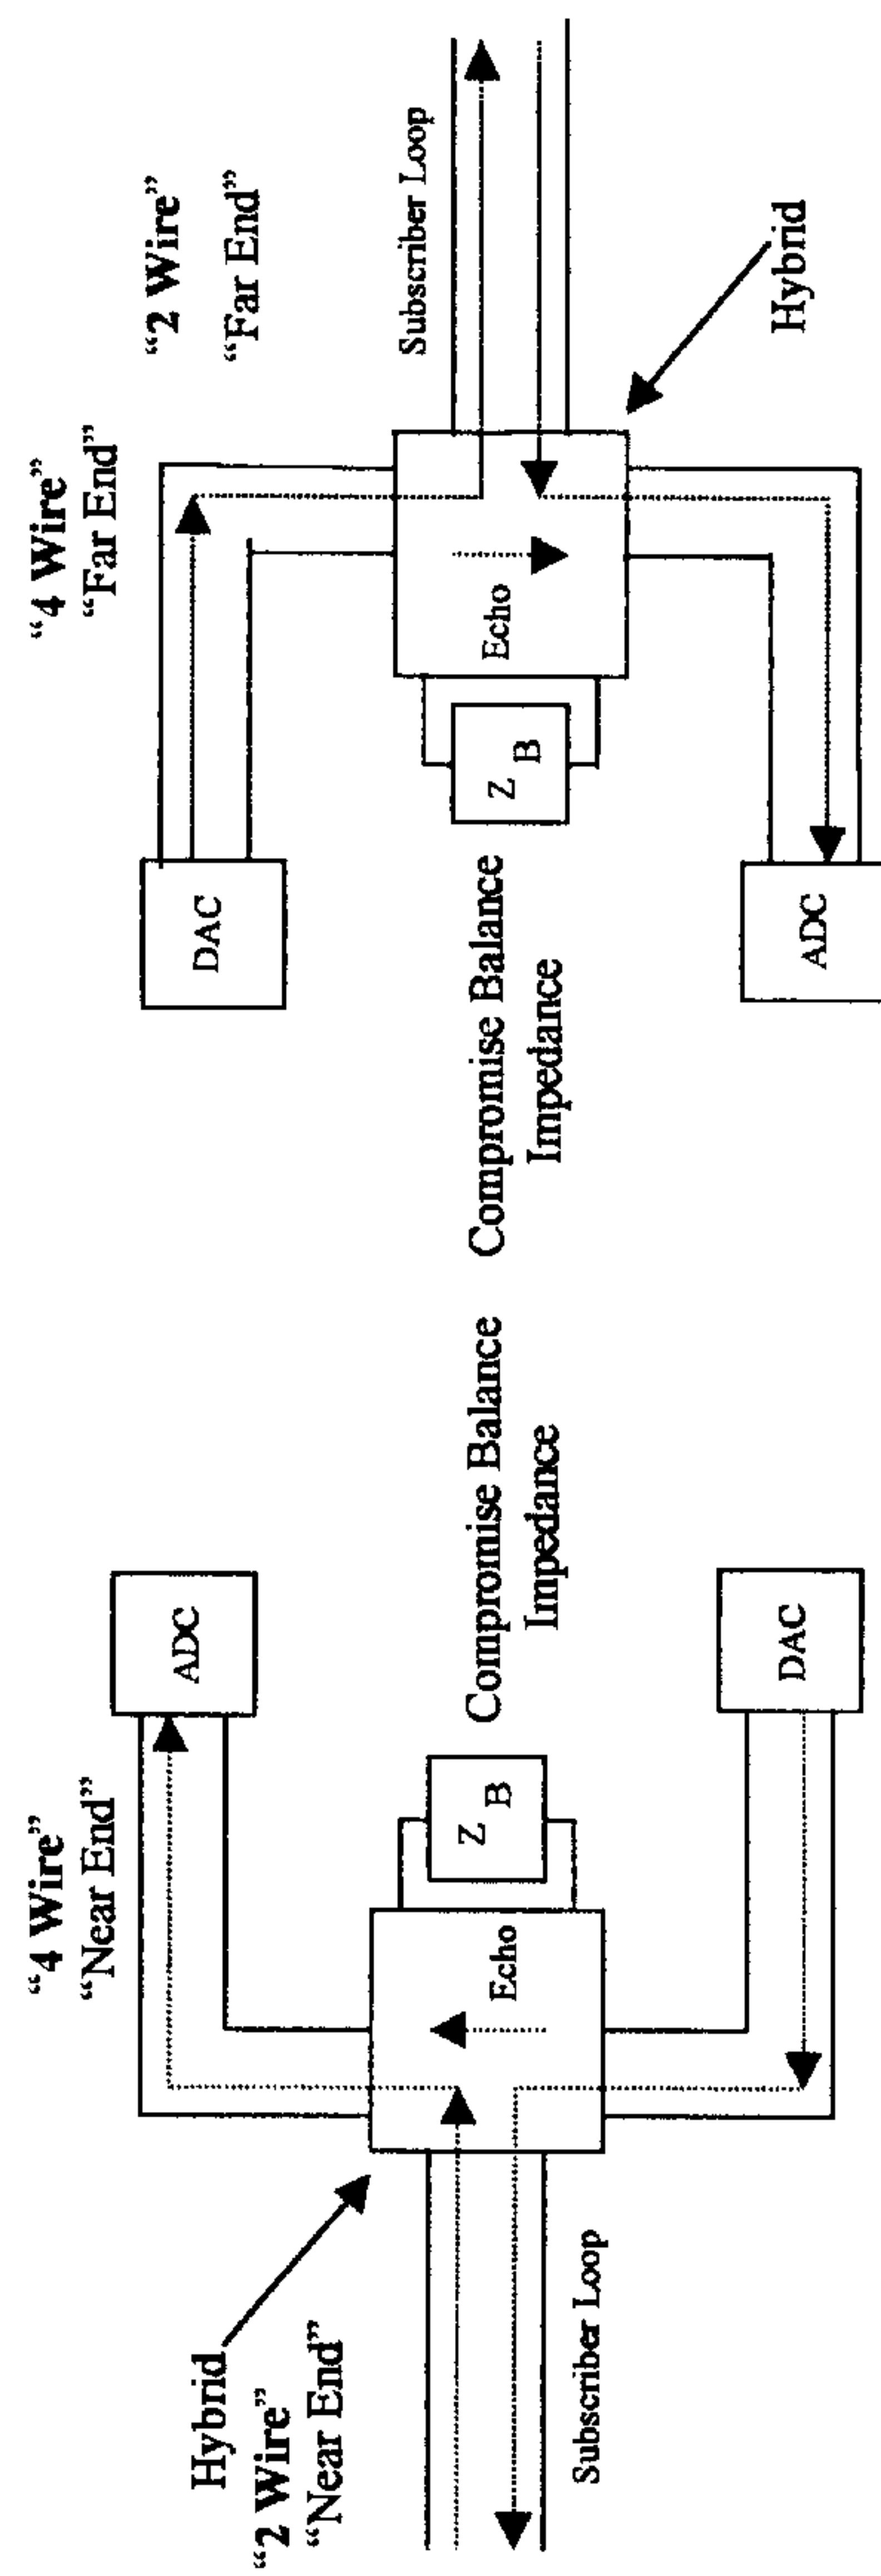 “4 Wire”
“Near End”
Hybrid
“2 Wire”
“Near End”
Subscriber Loop
Echo
Z
B
ADC
DAC
Compromise Balance
Impedance
“4 Wire”
“Far End”
“2 Wire”
“Far End”
DAC
ADC
Compromise Balance
Impedance
Z
B
Echo
Subscriber Loop
Hybrid